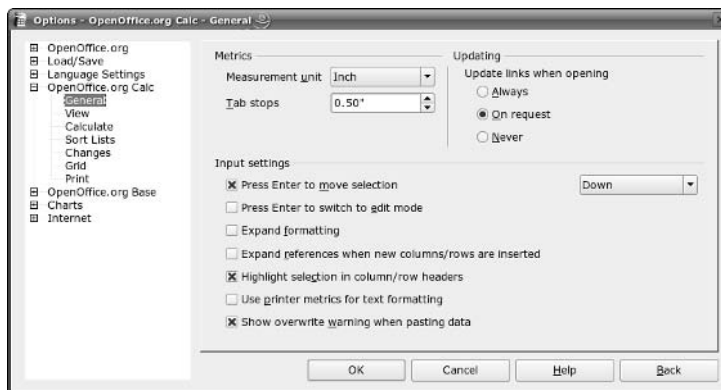 Options - OpenOffice.org Calc - General
OpenOffice.org
Load/Save
Language Settings
OpenOffice.org Calc
General
View
Calculate
Sort Lists
Changes
Grid
Print
OpenOffice.org Base
Charts
Internet
Metrics
Measurement unit Inch
Tab stops 0.50"
Updating
Update links when opening
Always
On request
Never
Input settings
Press Enter to move selection Down
Press Enter to switch to edit mode
Expand formatting
Expand references when new columns/rows are inserted
Highlight selection in column/row headers
Use printer metrics for text formatting
Show overwrite warning when pasting data
OK Cancel Help Back